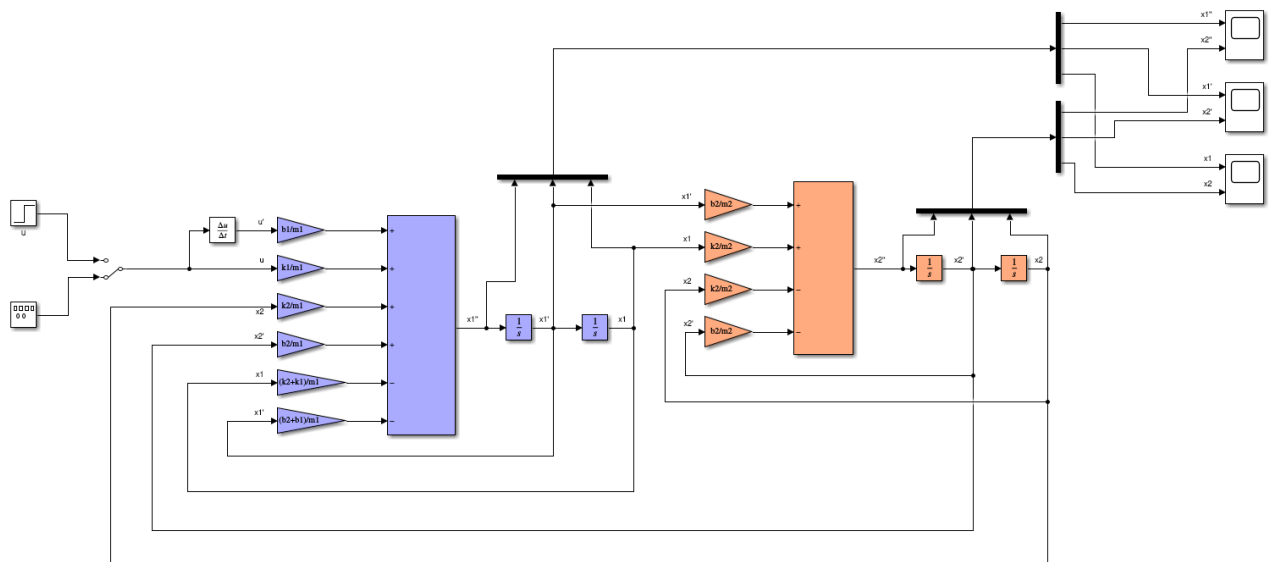 x1''
x2''
x1'
x2'
x1
x2
u
Δu
Δt
u'
b1/m1
+
u
k1/m1
+
x2
k2/m1
+
x2'
b2/m1
+
x1
(k2+k1)/m1
−
x1'
(b2+b1)/m1
−
x1''
1
s
x1'
1
s
x1
x1'
b2/m2
+
x1
k2/m2
+
x2
k2/m2
−
x2'
b2/m2
−
x2''
1
s
x2'
1
s
x2